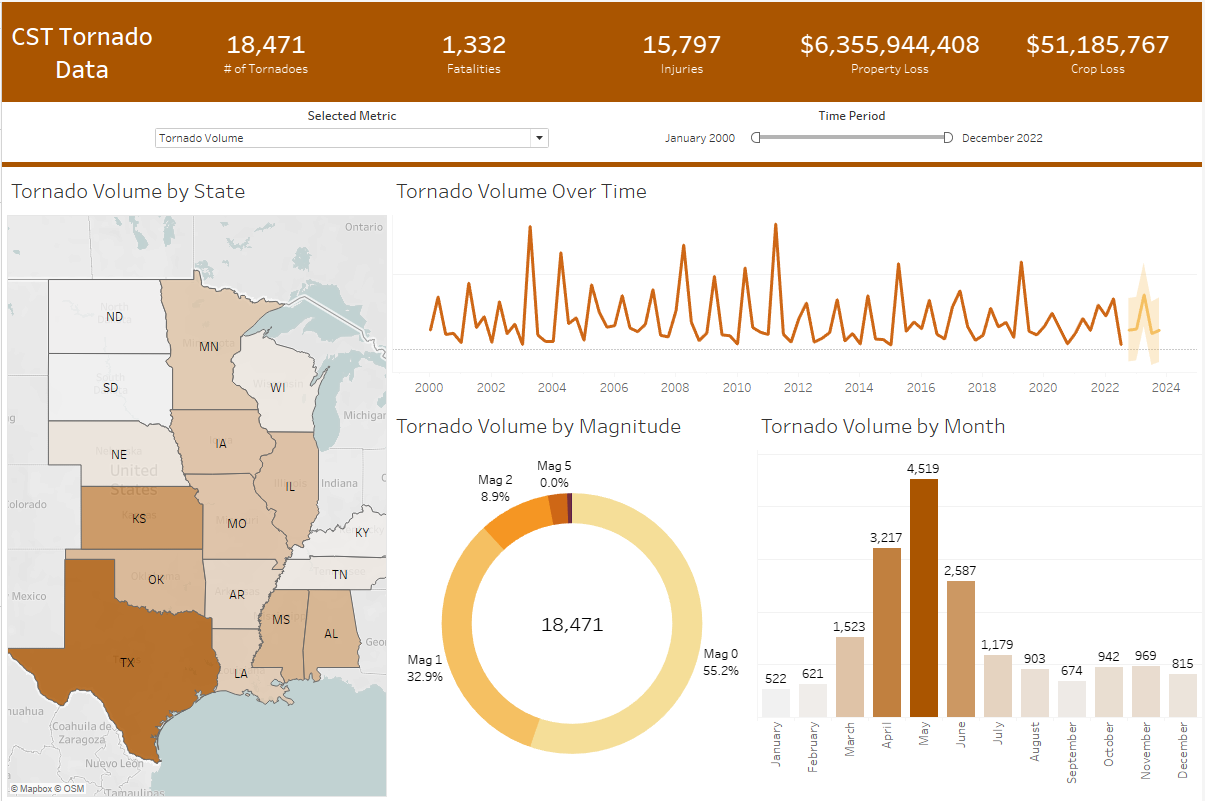 CST Tornado
Data
18,471
# of Tornadoes
1,332
Fatalities
15,797
Injuries
$6,355,944,408
Property Loss
$51,185,767
Crop Loss
Selected Metric
Tornado Volume
Time Period
January 2000
December 2022
Tornado Volume by State
Ontario
ND
MN
SD
WI
Michigan
IA
NE
United
States
IL
Indiana
Colorado
KS
MO
KY
OK
TN
Mexico
AR
MS
AL
Geor
TX
LA
huahua
Coahuila de
Zaragoza
Nuevo León
Tamaulipas
© Mapbox © OSM
Tornado Volume Over Time
2000
2002
2004
2006
2008
2010
2012
2014
2016
2018
2020
2022
2024
Tornado Volume by Magnitude
Mag 5
0.0%
Mag 2
8.9%
18,471
Mag 1
32.9%
Mag 0
55.2%
Tornado Volume by Month
522
621
1,523
3,217
4,519
2,587
1,179
903
674
942
969
815
January
February
March
April
May
June
July
August
September
October
November
December